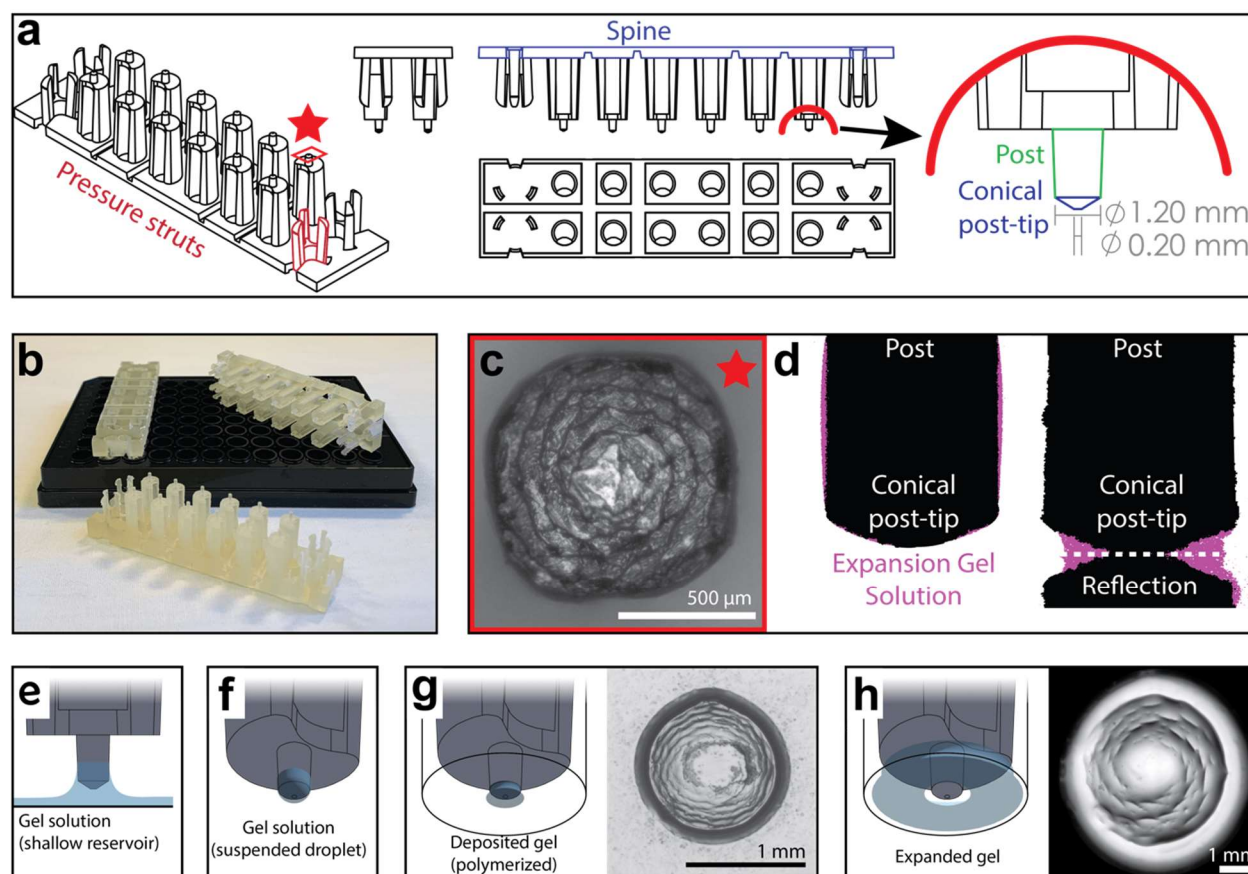 a
Spine
Pressure struts
Post
Conical
post-tip
Ø 1.20 mm
Ø 0.20 mm
b
c
500 µm
d
Post
Conical
post-tip
Expansion Gel
Solution
Post
Conical
post-tip
Reflection
e
Gel solution
(shallow reservoir)
f
Gel solution
(suspended droplet)
g
Deposited gel
(polymerized)
1 mm
h
Expanded gel
1 mm